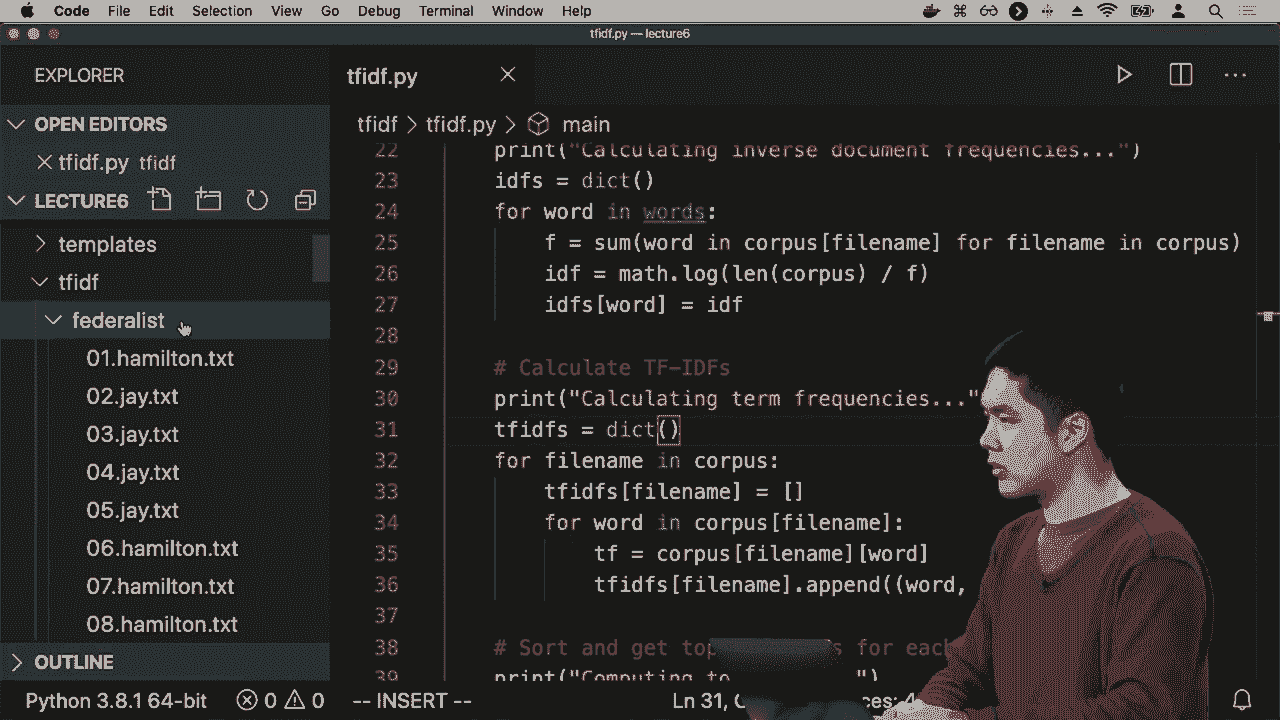 Code File Edit Selection View Go Debug Terminal Window Help
tfidf.py — lecture6
EXPLORER
OPEN EDITORS
tfidf.py tfidf
LECTURE6
templates
tfidf
federalist
01.hamilton.txt
02.jay.txt
03.jay.txt
04.jay.txt
05.jay.txt
06.hamilton.txt
07.hamilton.txt
08.hamilton.txt
OUTLINE
tfidf.py
tfidf > tfidf.py > main
22 print("Calculating inverse document frequencies...")
23 idfs = dict()
24 for word in words:
25 f = sum(word in corpus[filename] for filename in corpus)
26 idf = math.log(len(corpus) / f)
27 idfs[word] = idf
28
29 # Calculate TF-IDFs
30 print("Calculating term frequencies..."
31 tfidfs = dict()
32 for filename in corpus:
33 tfidfs[filename] = []
34 for word in corpus[filename]:
35 tf = corpus[filename][word]
36 tfidfs[filename].append((word,
37
38 # Sort and get top for each
39 print("Computing to ")
Python 3.8.1 64-bit 0 0 -- INSERT -- Ln 31,